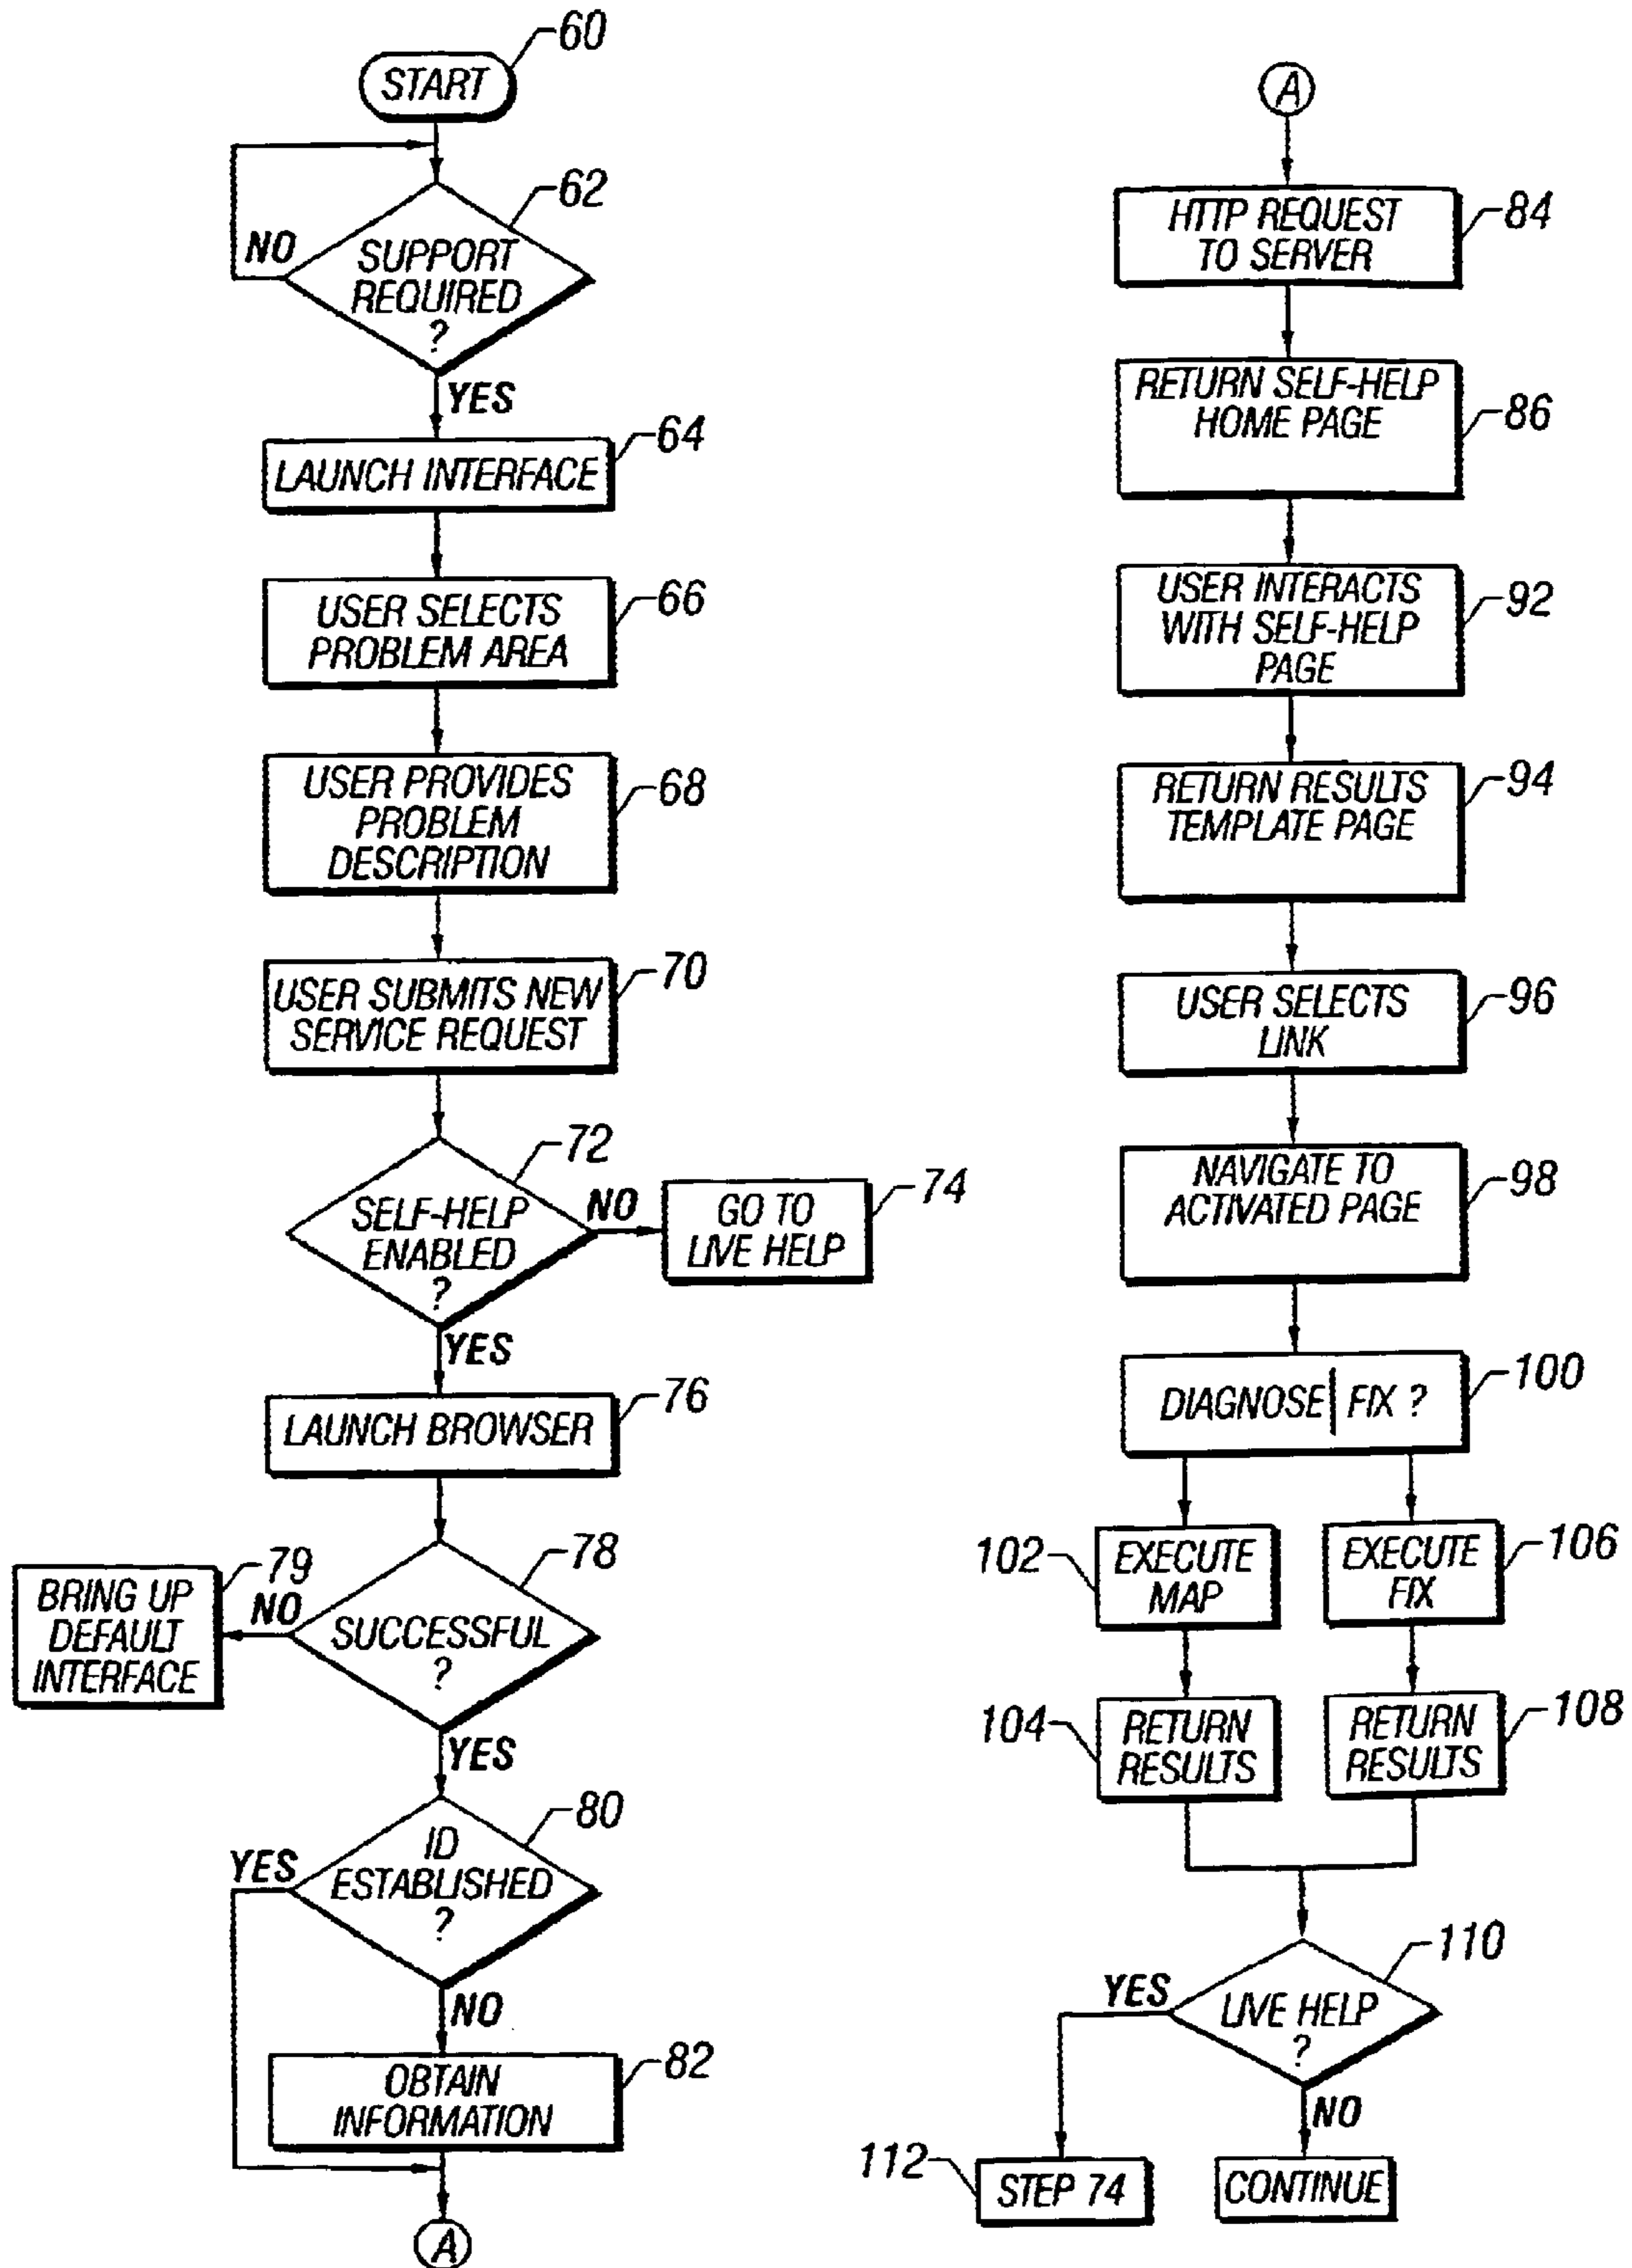 60
START
62
NO
SUPPORT
REQUIRED
?
YES
64
LAUNCH INTERFACE
66
USER SELECTS
PROBLEM AREA
68
USER PROVIDES
PROBLEM
DESCRIPTION
70
USER SUBMITS NEW
SERVICE REQUEST
72
SELF-HELP
ENABLED
?
NO
74
GO TO
LIVE HELP
YES
76
LAUNCH BROWSER
78
SUCCESSFUL
?
NO
79
BRING UP
DEFAULT
INTERFACE
YES
80
ID
ESTABLISHED
?
YES
NO
82
OBTAIN
INFORMATION
A
A
84
HTTP REQUEST
TO SERVER
86
RETURN SELF-HELP
HOME PAGE
92
USER INTERACTS
WITH SELF-HELP
PAGE
94
RETURN RESULTS
TEMPLATE PAGE
96
USER SELECTS
LINK
98
NAVIGATE TO
ACTIVATED PAGE
100
DIAGNOSE | FIX ?
102
EXECUTE
MAP
106
EXECUTE
FIX
104
RETURN
RESULTS
108
RETURN
RESULTS
110
LIVE HELP
?
YES
NO
112
STEP 74
CONTINUE